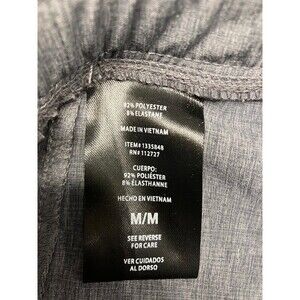 92% POLYESTER
8% ELASTANE
MADE IN VIETNAM
ITEM#1335848
RN#112727
CUERPO:
92% POLIÉSTER
8% ELASTHANNE
HECHO EN VIETNAM
M/M
SEE REVERSE
FOR CARE
VER CUIDADOS
AL DORSO